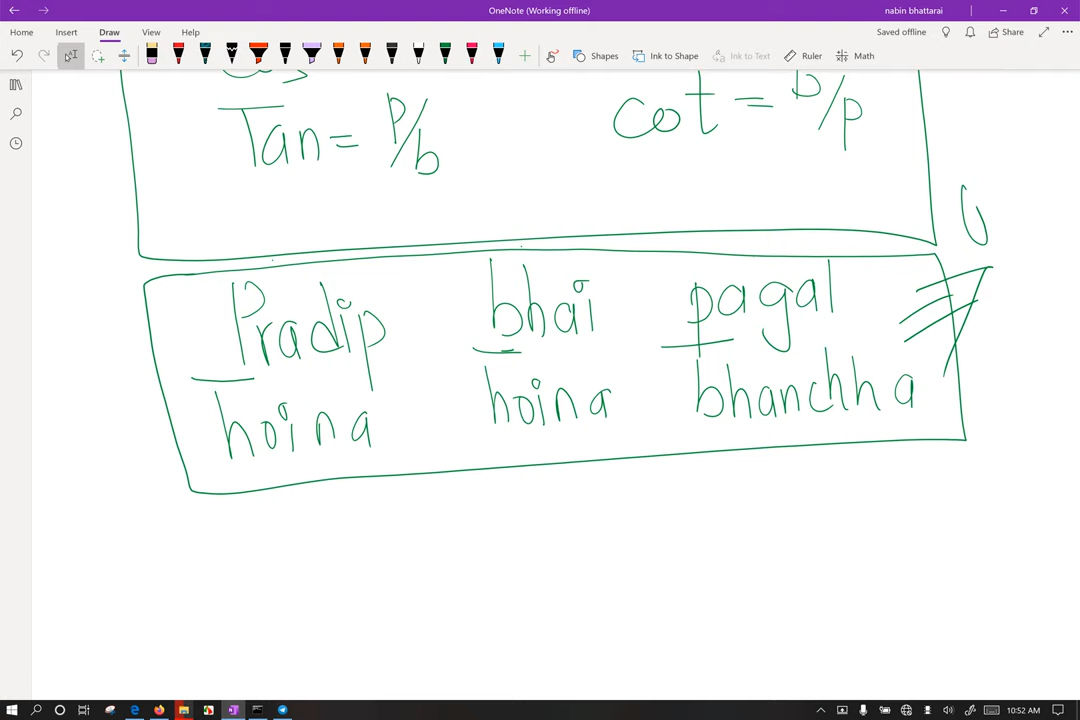 OneNote (Working offline)
nabin bhattarai
Home Insert Draw View Help
Saved offline
Share
Shapes
Ink to Shape
Ink to Text
Ruler
Math
Tan = P/b
cot = b/p
Pradip bhai pagal
hoina hoina bhanchha
10:52 AM